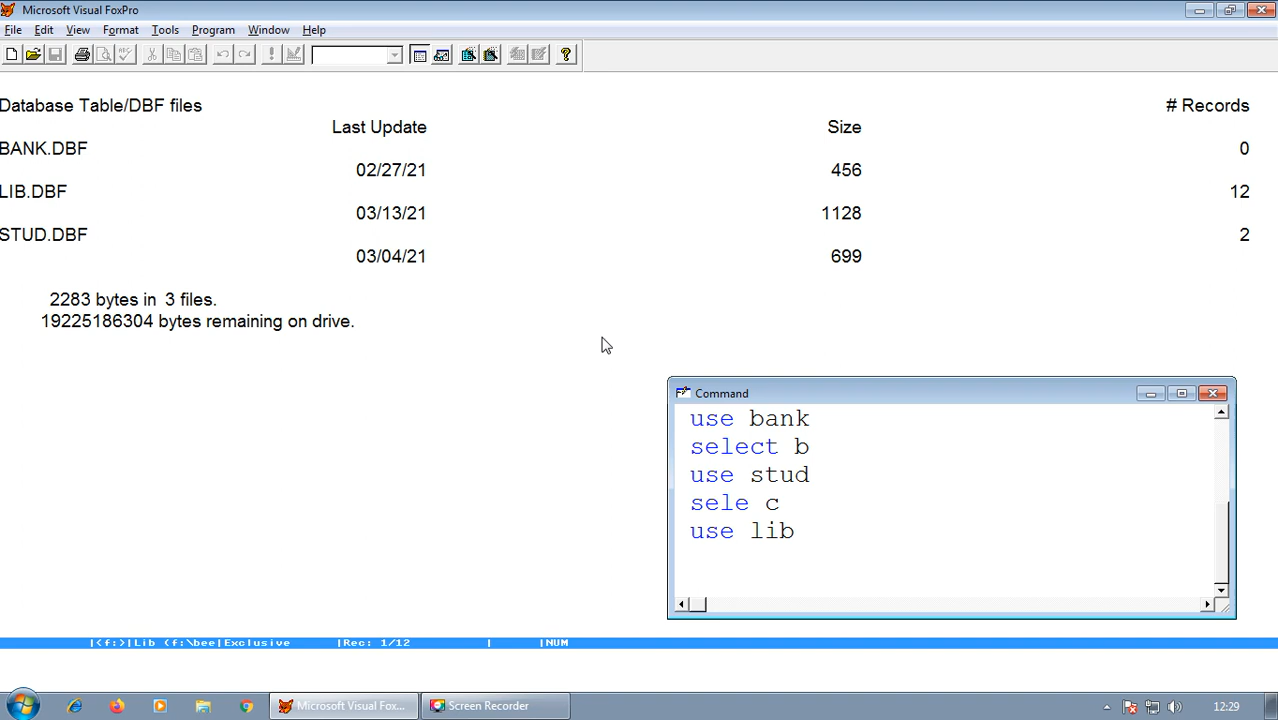 Microsoft Visual FoxPro
File Edit View Format Tools Program Window Help
Database Table/DBF files # Records
Last Update Size
BANK.DBF 0
02/27/21 456
LIB.DBF 12
03/13/21 1128
STUD.DBF 2
03/04/21 699
2283 bytes in 3 files.
19225186304 bytes remaining on drive.
Command
use bank
select b
use stud
sele c
use lib
|<f:>|Lib (f:\bee|Exclusive |Rec: 1/12 | |NUM
Microsoft Visual Fox... Screen Recorder 12:29